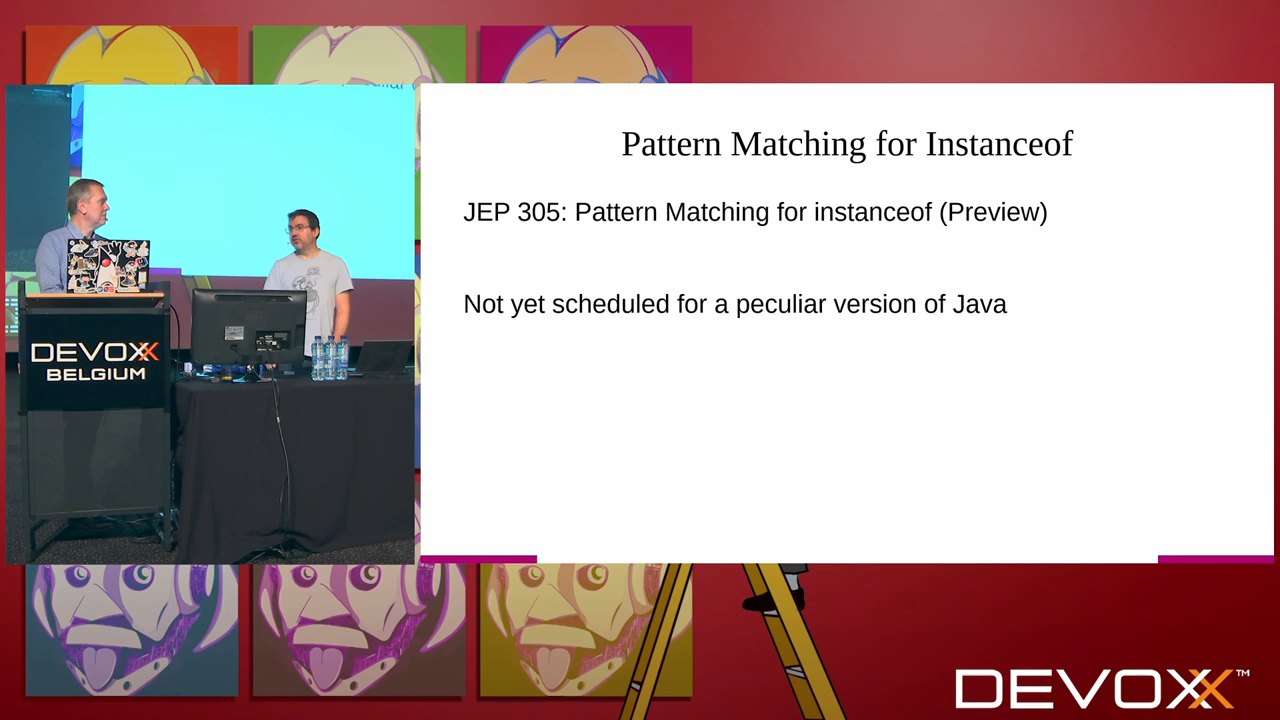 Pattern Matching for Instanceof
JEP 305: Pattern Matching for instanceof (Preview)
Not yet scheduled for a peculiar version of Java
DEVOXX
BELGIUM
DEVOXX™